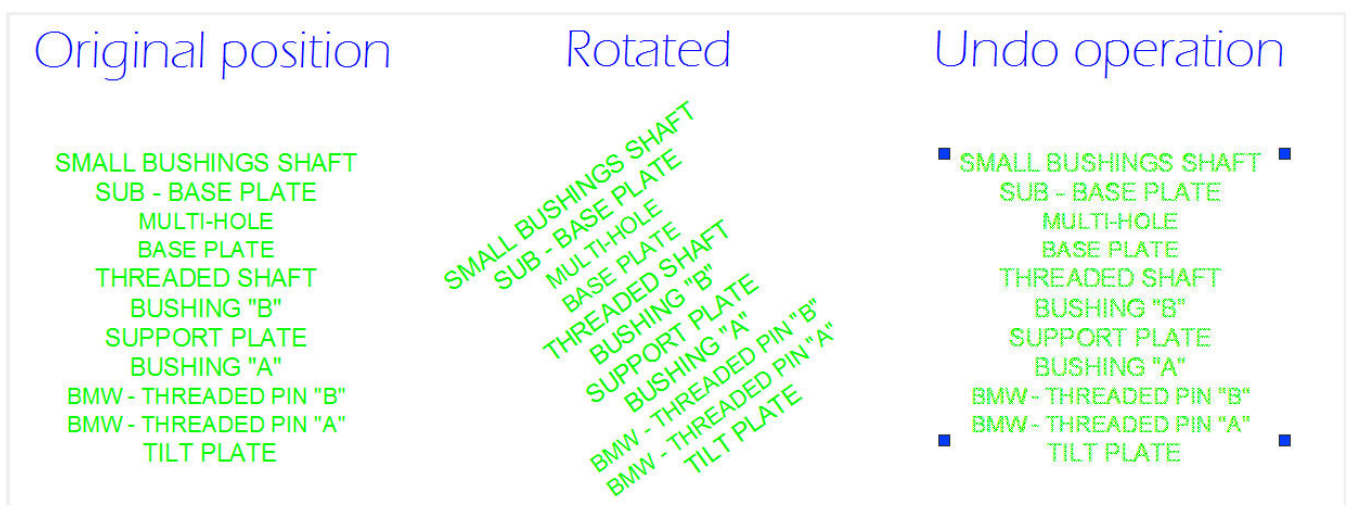 Original position
SMALL BUSHINGS SHAFT
SUB - BASE PLATE
MULTI-HOLE
BASE PLATE
THREADED SHAFT
BUSHING "B"
SUPPORT PLATE
BUSHING "A"
BMW - THREADED PIN "B"
BMW - THREADED PIN "A"
TILT PLATE
Rotated
SMALL BUSHINGS SHAFT
SUB - BASE PLATE
MULTI-HOLE
BASE PLATE
THREADED SHAFT
BUSHING "B"
SUPPORT PLATE
BUSHING "A"
BMW - THREADED PIN "B"
BMW - THREADED PIN "A"
TILT PLATE
Undo operation
SMALL BUSHINGS SHAFT
SUB - BASE PLATE
MULTI-HOLE
BASE PLATE
THREADED SHAFT
BUSHING "B"
SUPPORT PLATE
BUSHING "A"
BMW - THREADED PIN "B"
BMW - THREADED PIN "A"
TILT PLATE